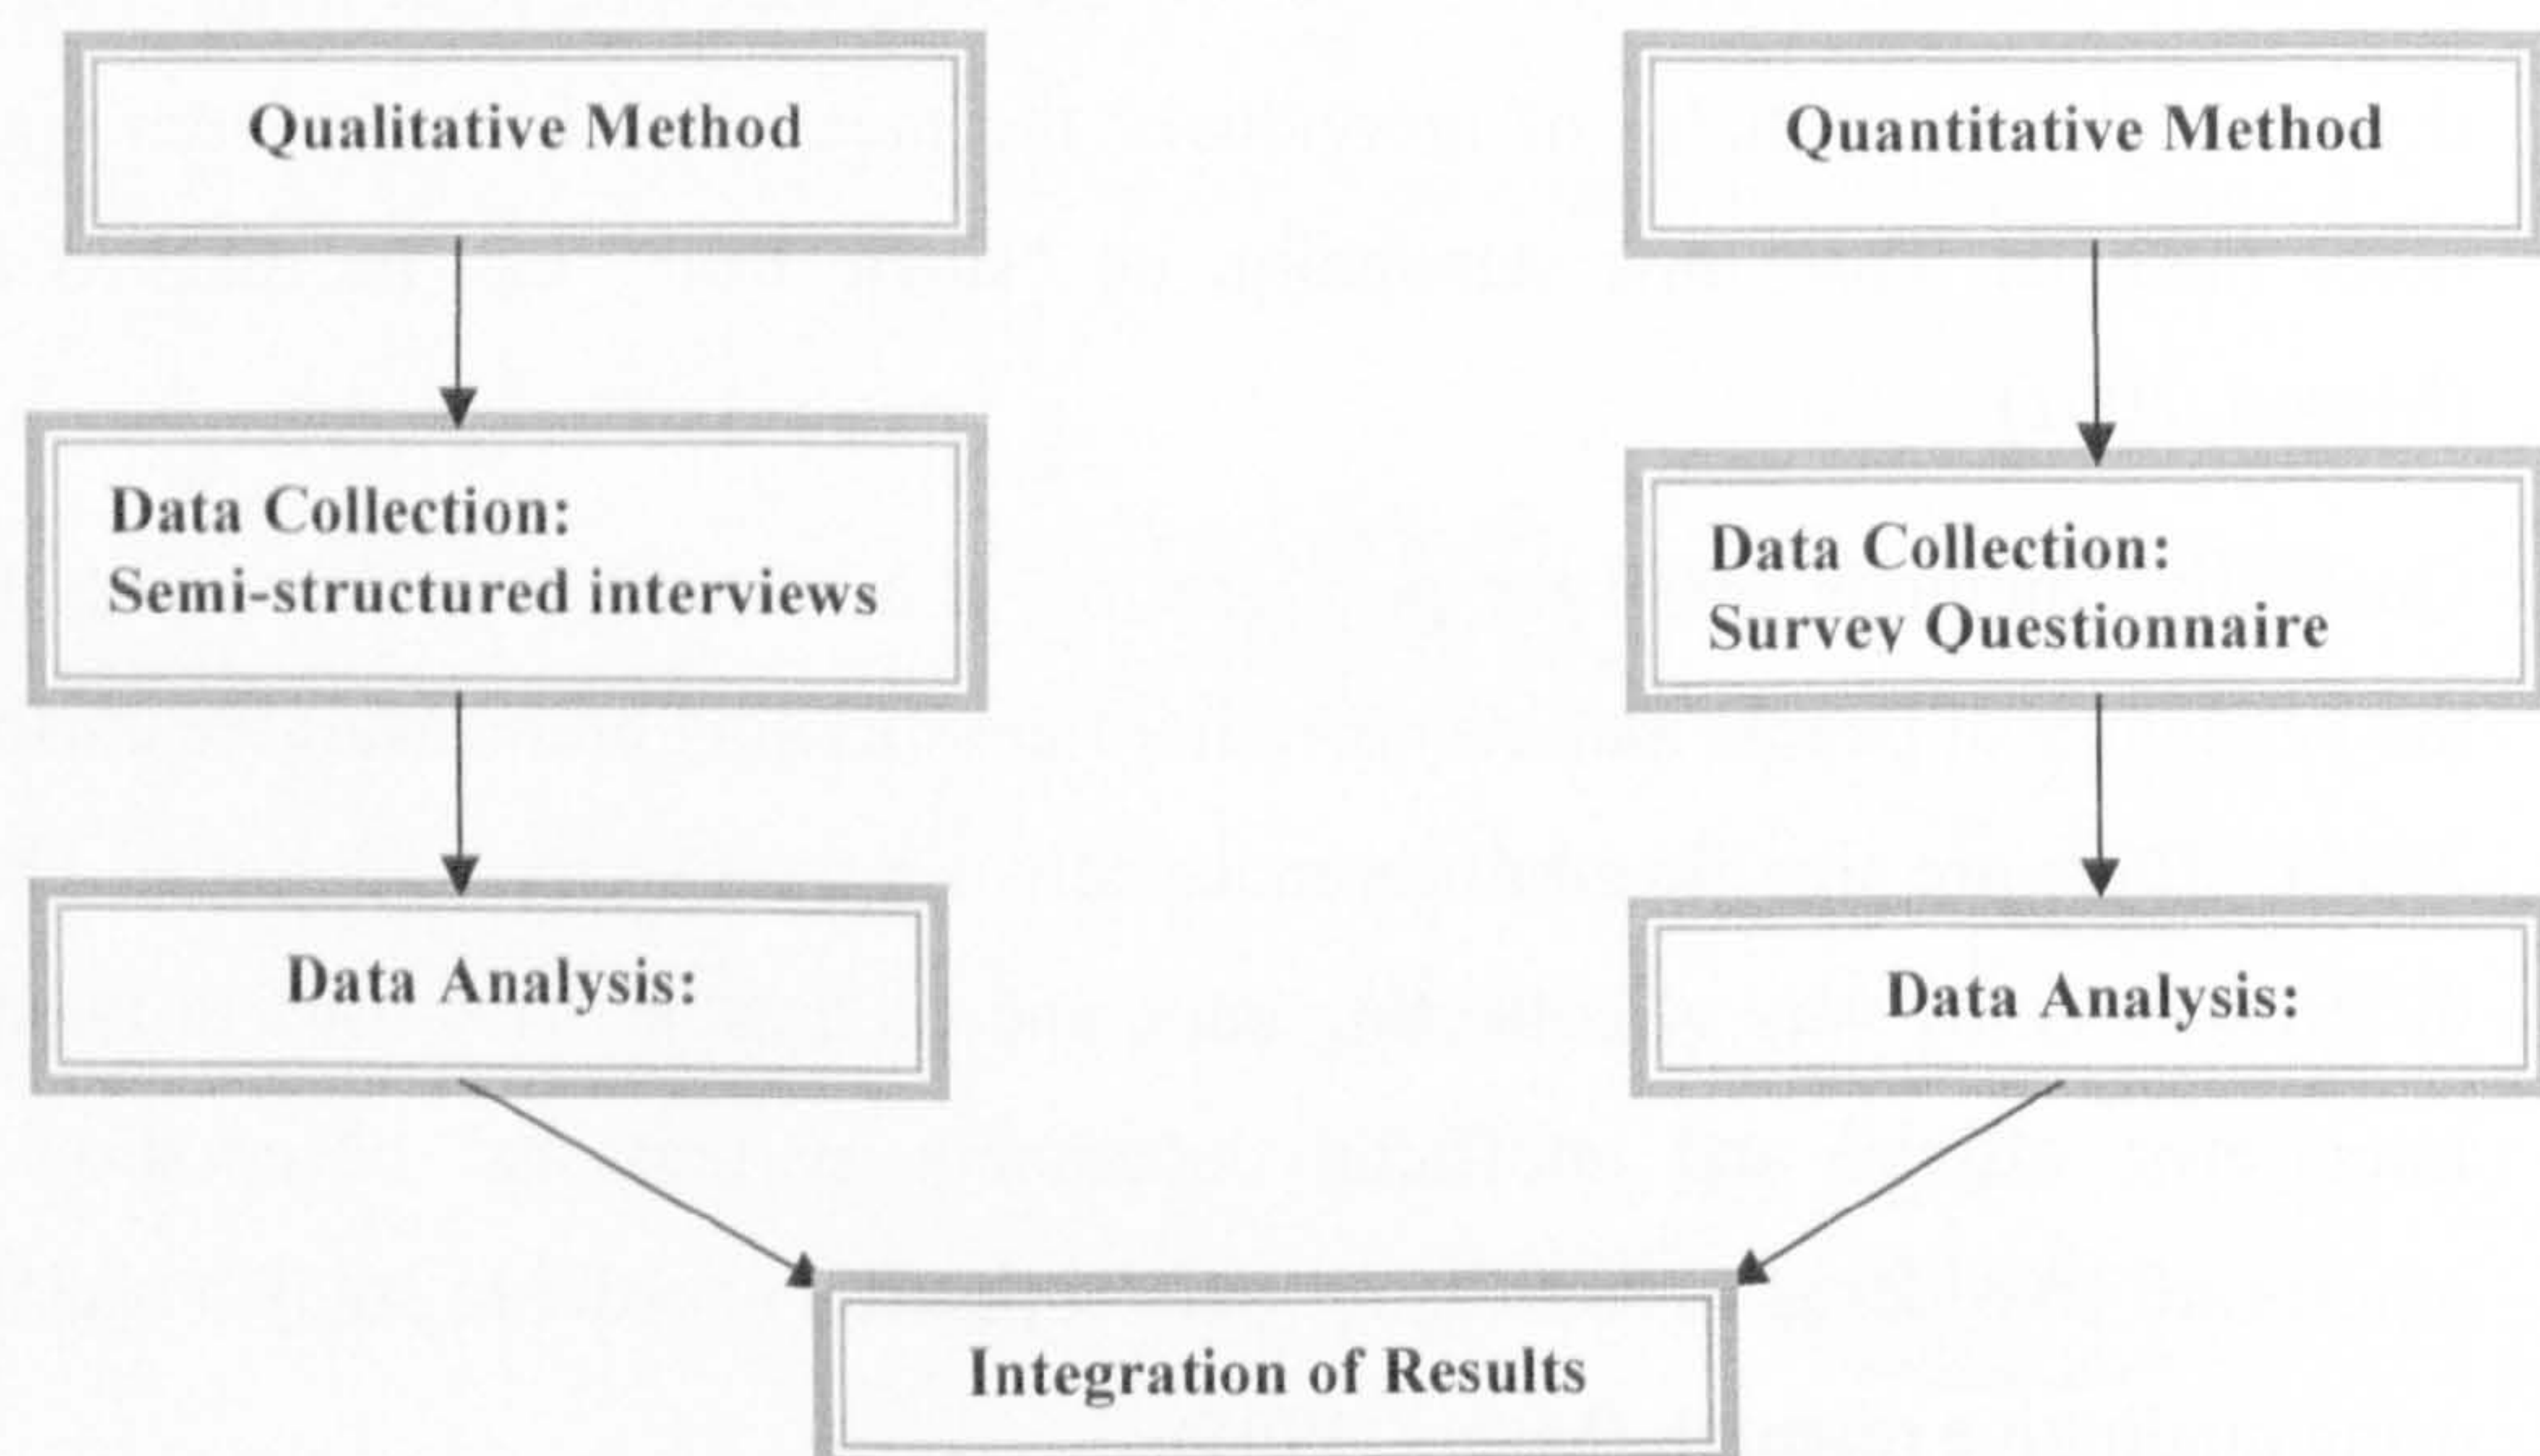 Qualitative Method
Quantitative Method
Data Collection:
Semi-structured interviews
Data Collection:
Survey Questionnaire
Data Analysis:
Data Analysis:
Integration of Results